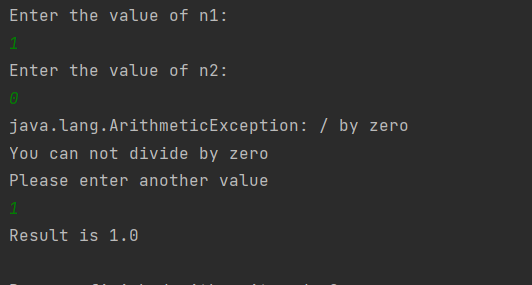 Enter the value of n1:
1
Enter the value of n2:
0
java.lang.ArithmeticException: / by zero
You can not divide by zero
Please enter another value
1
Result is 1.0